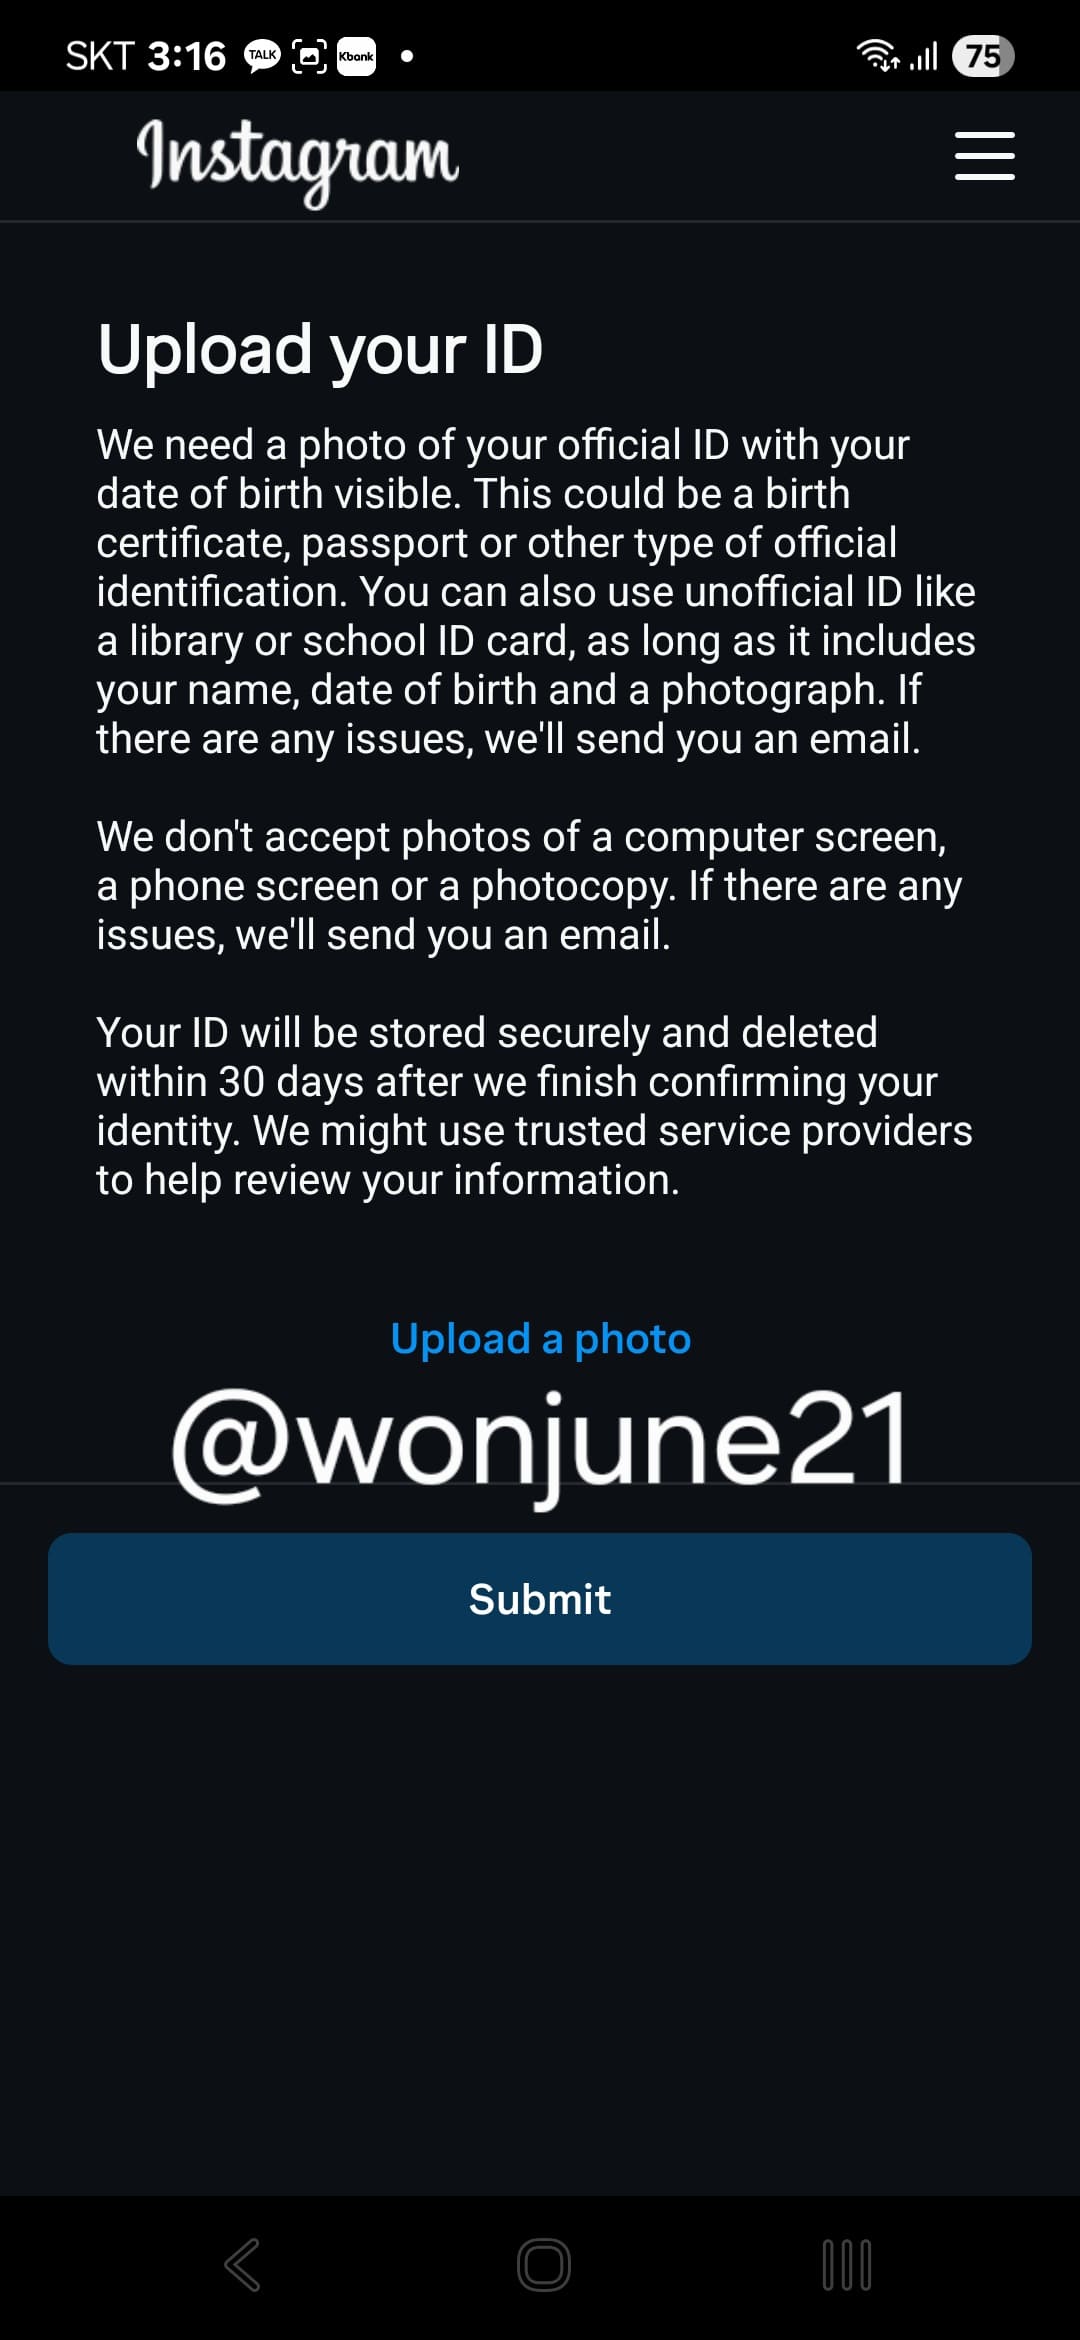 SKT 3:16 TALK Kbank 75
Instagram
Upload your ID
We need a photo of your official ID with your
date of birth visible. This could be a birth
certificate, passport or other type of official
identification. You can also use unofficial ID like
a library or school ID card, as long as it includes
your name, date of birth and a photograph. If
there are any issues, we'll send you an email.
We don't accept photos of a computer screen,
a phone screen or a photocopy. If there are any
issues, we'll send you an email.
Your ID will be stored securely and deleted
within 30 days after we finish confirming your
identity. We might use trusted service providers
to help review your information.
Upload a photo
@wonjune21
Submit